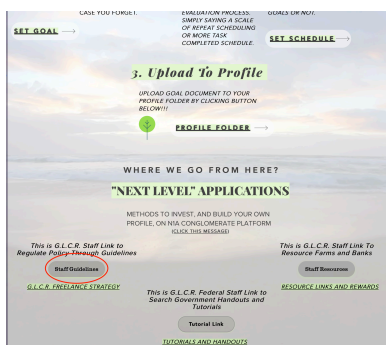 CASE YOU FORGET.
EVALUATION PROCESS.
SIMPLY SAYING A SCALE
OF REPEAT SCHEDULING
OR MORE TASK
COMPLETED SCHEDULE.
GOALS OR NOT.
SET GOAL
SET SCHEDULE
3. Upload To Profile
UPLOAD GOAL DOCUMENT TO YOUR
PROFILE FOLDER BY CLICKING BUTTON
BELOW!!!
PROFILE FOLDER
WHERE WE GO FROM HERE?
"NEXT LEVEL" APPLICATIONS
METHODS TO INVEST, AND BUILD YOUR OWN
PROFILE, ON N1A CONGLOMERATE PLATFORM
(CLICK THIS MESSAGE)
This is G.L.C.R. Staff Link to
Regulate Policy Through Guidelines
Staff Guidelines
G.L.C.R. FREELANCE STRATEGY
This is G.L.C.R. Federal Staff Link to
Search Government Handouts and
Tutorials
Tutorial Link
TUTORIALS AND HANDOUTS
This is G.L.C.R. Staff Link To
Resource Farms and Banks
Staff Resources
RESOURCE LINKS AND REWARDS